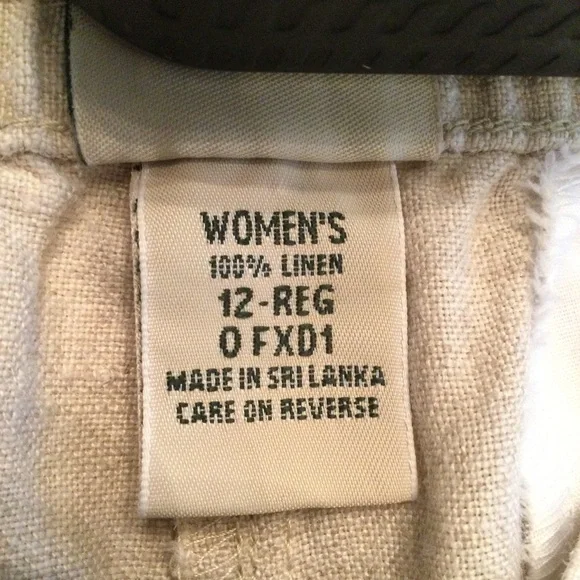 WOMEN'S
100% LINEN
12-REG
0 FXD1
MADE IN SRI LANKA
CARE ON REVERSE